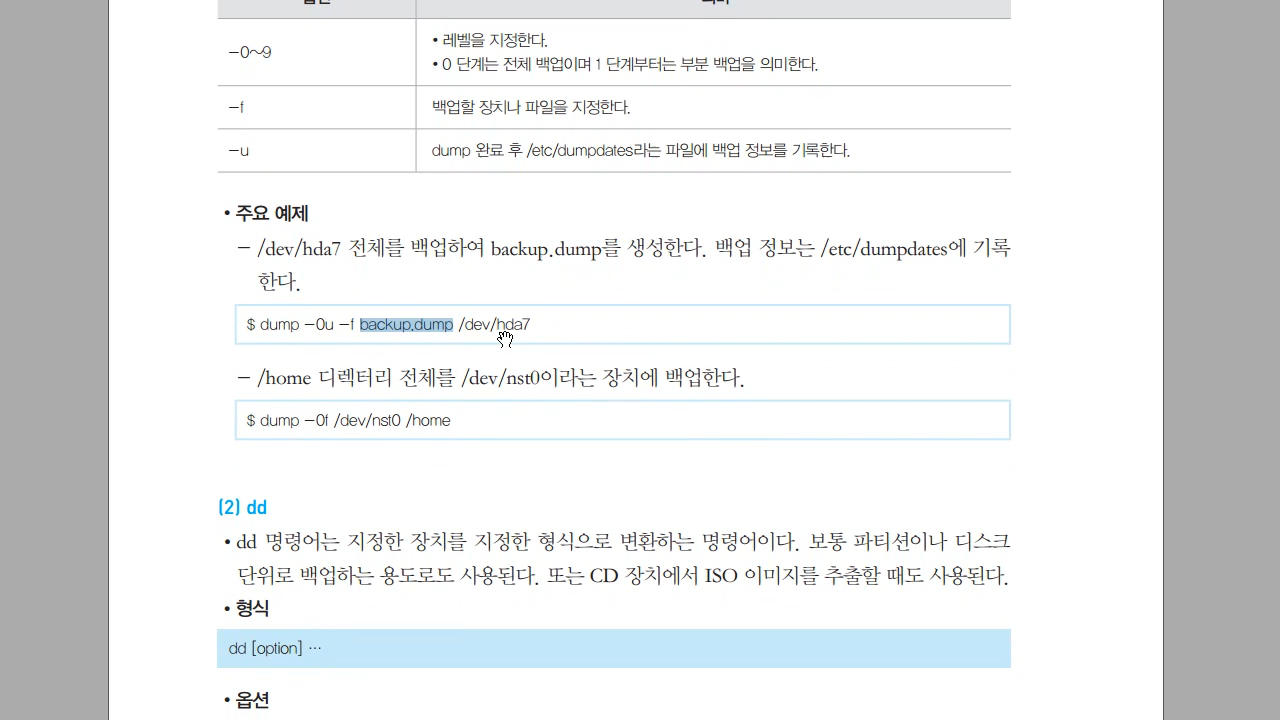 옵션 의미
-0~9
• 레벨을 지정한다.
• 0 단계는 전체 백업이며 1 단계부터는 부분 백업을 의미한다.
-f 백업할 장치나 파일을 지정한다.
-u dump 완료 후 /etc/dumpdates라는 파일에 백업 정보를 기록한다.
• 주요 예제
- /dev/hda7 전체를 백업하여 backup.dump를 생성한다. 백업 정보는 /etc/dumpdates에 기록
한다.
$ dump -0u -f backup.dump /dev/hda7
- /home 디렉터리 전체를 /dev/nst0이라는 장치에 백업한다.
$ dump -0f /dev/nst0 /home
(2) dd
• dd 명령어는 지정한 장치를 지정한 형식으로 변환하는 명령어이다. 보통 파티션이나 디스크
단위로 백업하는 용도로도 사용된다. 또는 CD 장치에서 ISO 이미지를 추출할 때도 사용된다.
• 형식
dd [option] ···
• 옵션